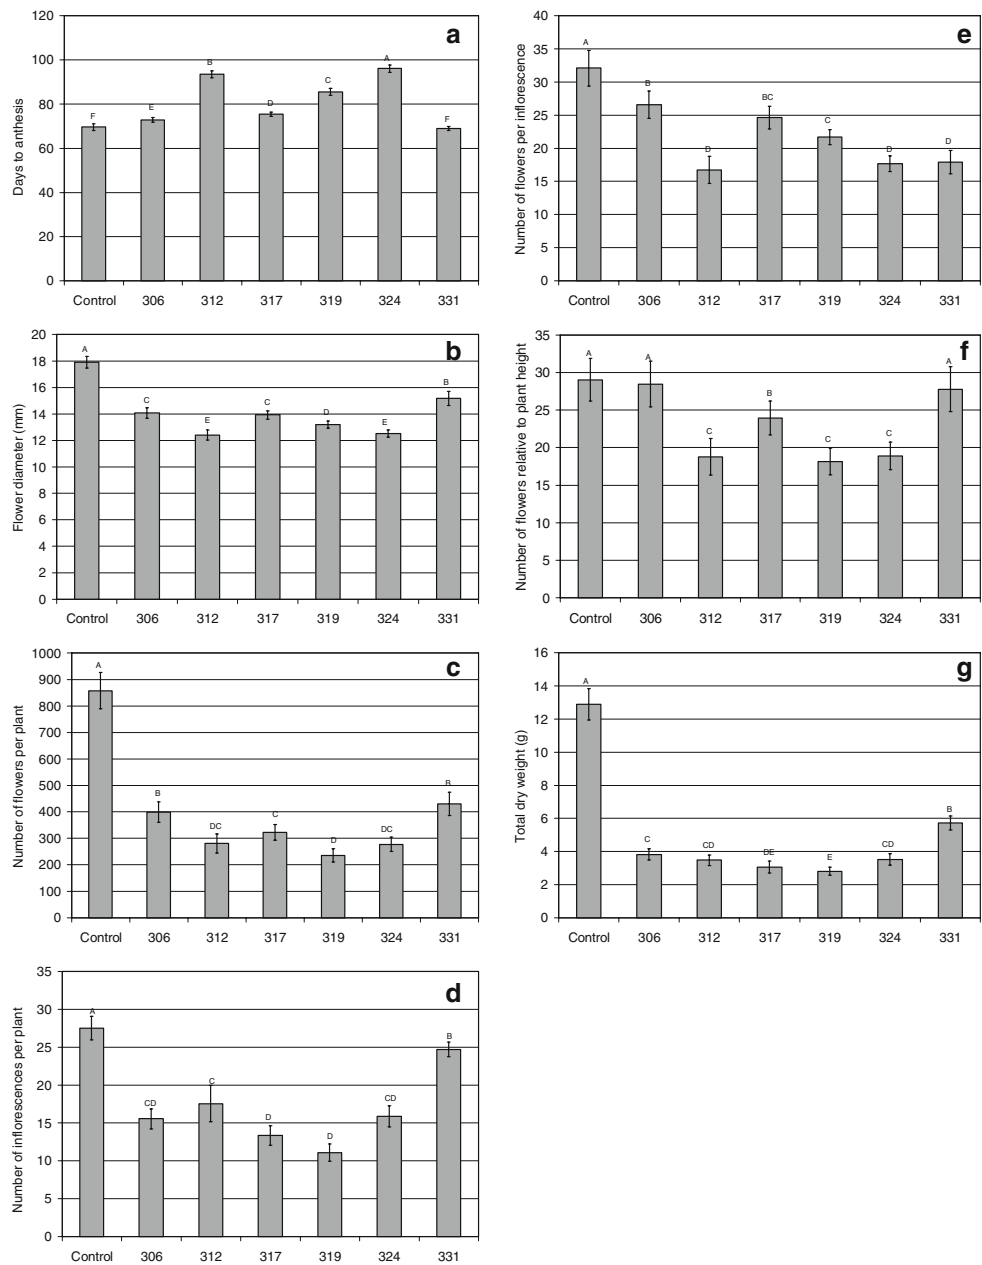 a
Days to anthesis
120
100
80
60
40
20
0
F
E
B
D
C
A
F
Control 306 312 317 319 324 331
b
Flower diameter (mm)
20
18
16
14
12
10
8
6
4
2
0
A
C
E
C
D
E
B
Control 306 312 317 319 324 331
c
Number of flowers per plant
1000
900
800
700
600
500
400
300
200
100
0
A
B
DC
C
D
DC
B
Control 306 312 317 319 324 331
d
Number of inflorescences per plant
35
30
25
20
15
10
5
0
A
CD
C
D
D
CD
B
Control 306 312 317 319 324 331
e
Number of flowers per inflorescence
40
35
30
25
20
15
10
5
0
A
B
D
BC
C
D
D
Control 306 312 317 319 324 331
f
Number of flowers relative to plant height
35
30
25
20
15
10
5
0
A
A
C
B
C
C
A
Control 306 312 317 319 324 331
g
Total dry weight (g)
16
14
12
10
8
6
4
2
0
A
C
CD
DE
E
CD
B
Control 306 312 317 319 324 331